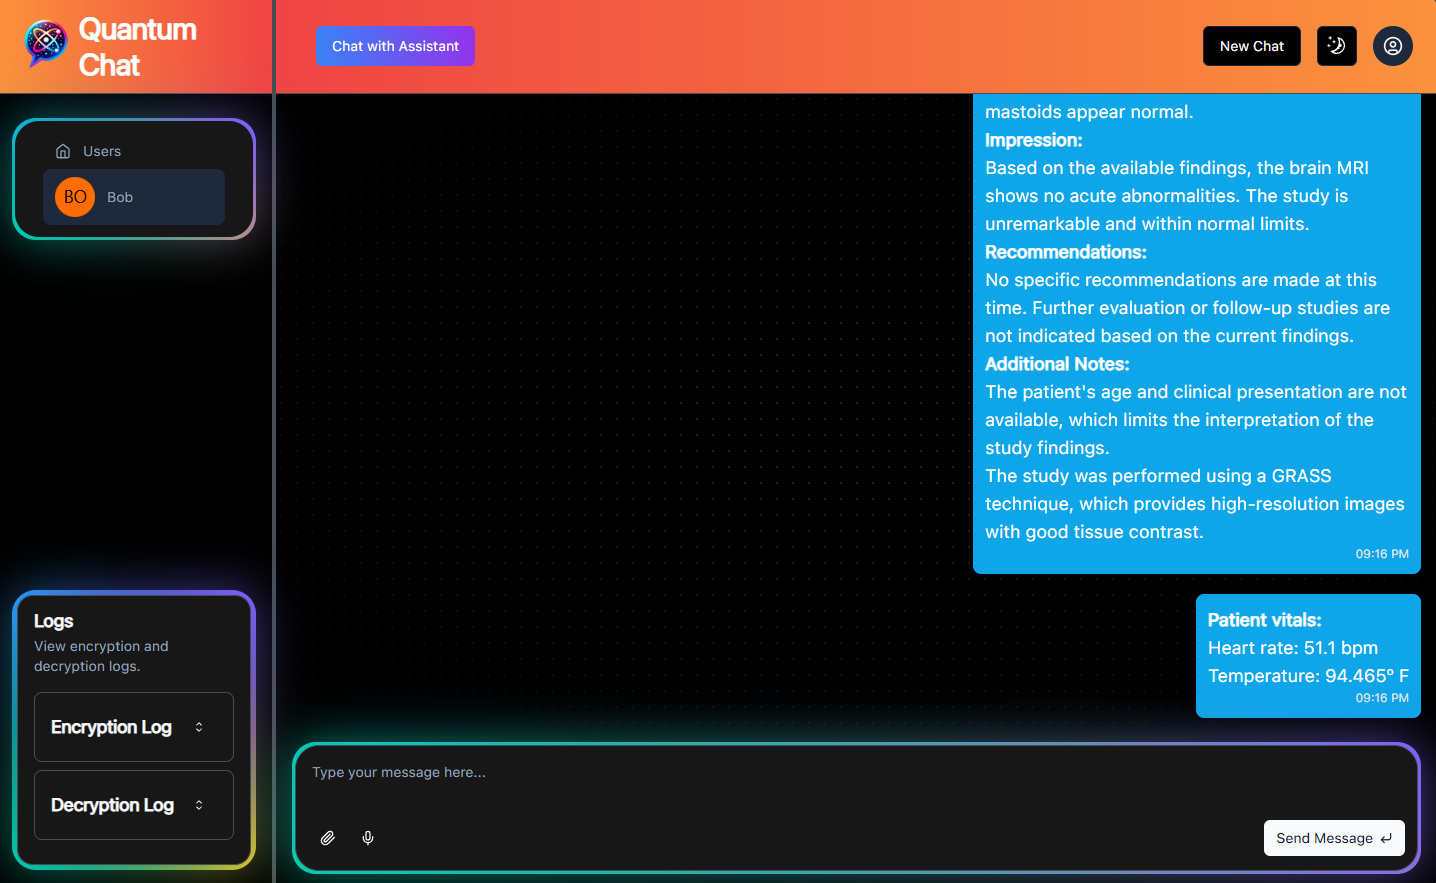 Quantum
Chat
Chat with Assistant
New Chat
Users
BO
Bob
mastoids appear normal.
Impression:
Based on the available findings, the brain MRI
shows no acute abnormalities. The study is
unremarkable and within normal limits.
Recommendations:
No specific recommendations are made at this
time. Further evaluation or follow-up studies are
not indicated based on the current findings.
Additional Notes:
The patient's age and clinical presentation are not
available, which limits the interpretation of the
study findings.
The study was performed using a GRASS
technique, which provides high-resolution images
with good tissue contrast.
09:16 PM
Patient vitals:
Heart rate: 51.1 bpm
Temperature: 94.465° F
09:16 PM
Logs
View encryption and
decryption logs.
Encryption Log
Decryption Log
Type your message here...
Send Message